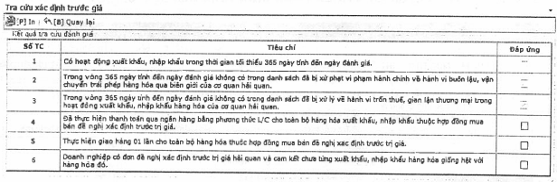 Tra cứu xác định trước giá
[P] In : [B] Quay lại
Kết quả tra cứu đánh giá
Số TC Tiêu chí Đáp ứng
1 Có hoạt động xuất khẩu, nhập khẩu trong thời gian tối thiểu 365 ngày tính đến ngày đánh giá.
2 Trong vòng 365 ngày tính đến ngày đánh giá không có trong danh sách đã bị xử phạt vi phạm hành chính về hành vi buôn lậu, vận
chuyển trái phép hàng hóa qua biên giới của cơ quan hải quan.
3 Trong vòng 365 ngày tính đến ngày đánh giá không có trong danh sách đã bị xử lý về hành vi trốn thuế, gian lận thương mại trong
hoạt động xuất khẩu, nhập khẩu hàng hóa của cơ quan hải quan.
4 Đã thực hiện thanh toán qua ngân hàng bằng phương thức L/C cho toàn bộ hàng hóa xuất khẩu, nhập khẩu thuộc hợp đồng mua
bán đề nghị xác định trước trị giá.
5 Thực hiện giao hàng 01 lần cho toàn bộ hàng hóa thuộc hợp đồng mua bán đề nghị xác định trước trị giá.
6 Doanh nghiệp có đơn đề nghị xác định trước trị giá hải quan và cam kết chưa từng xuất khẩu, nhập khẩu hàng hóa giống hệt với
hàng hóa đó.